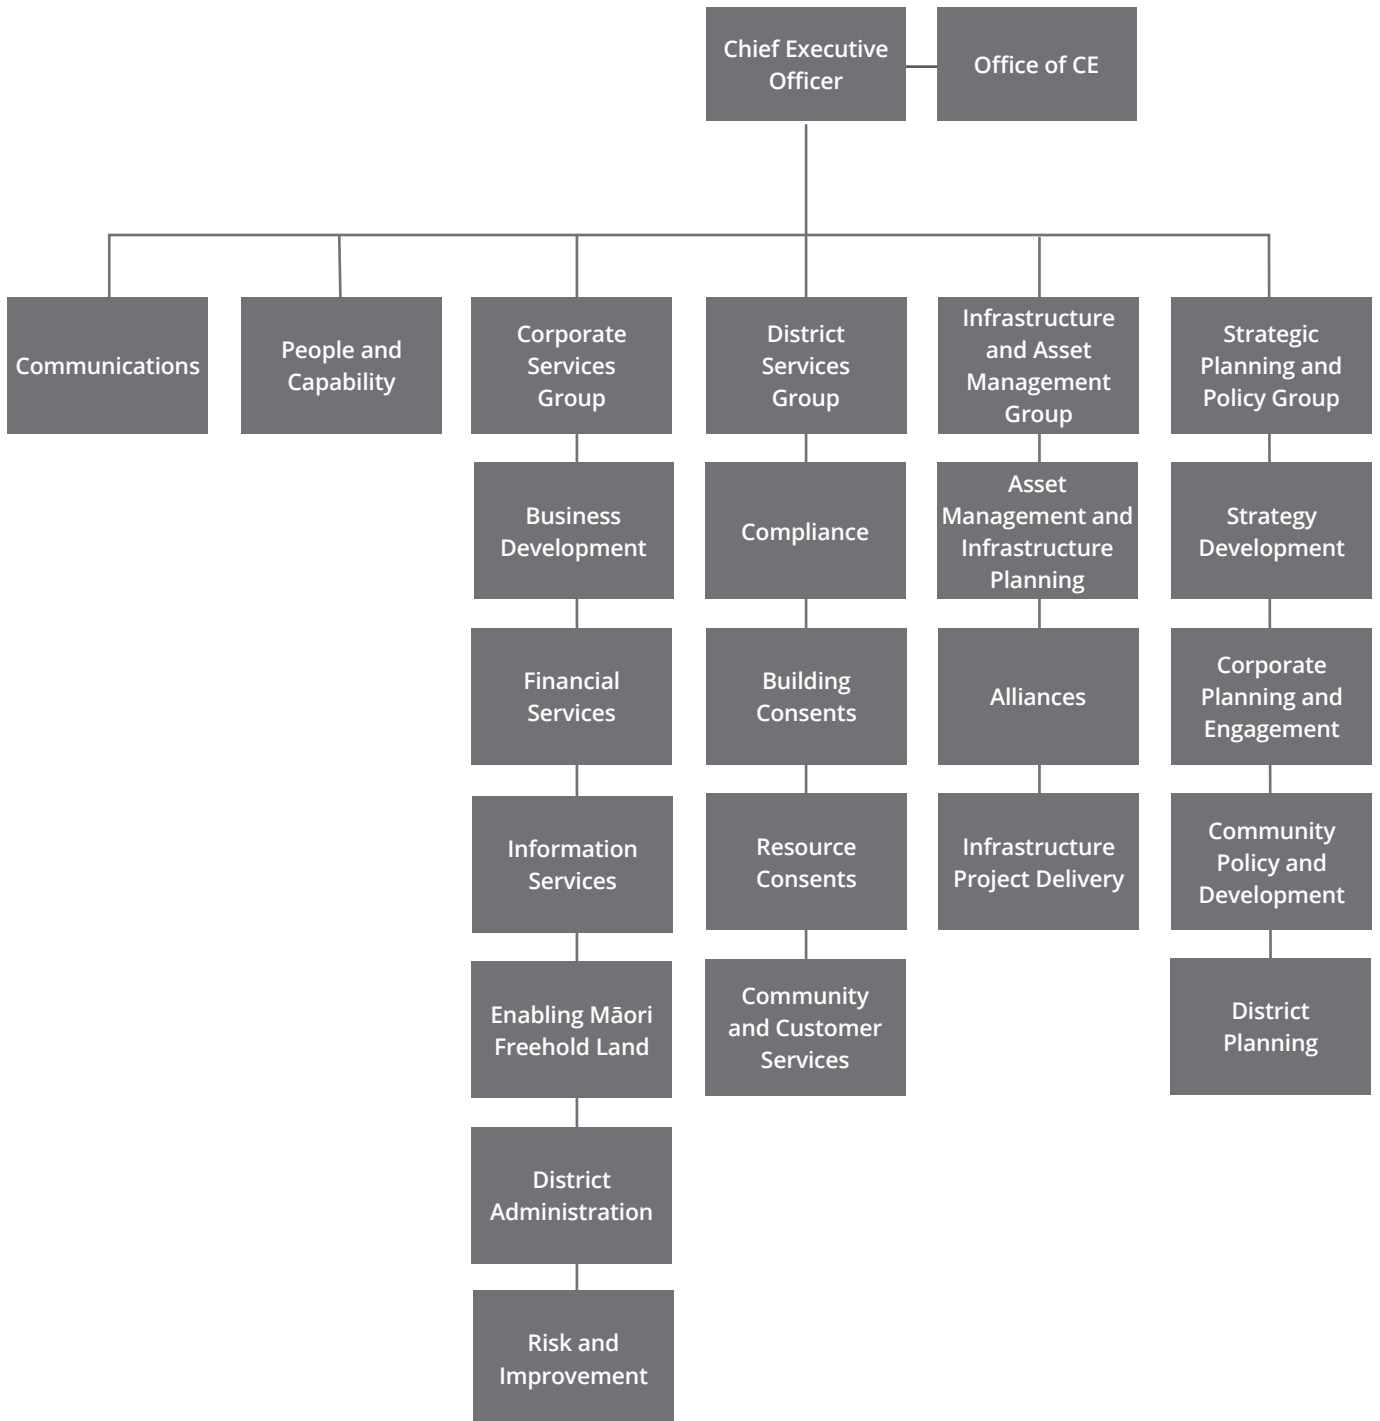 Chief Executive
Officer
Office of CE
Communications
People and
Capability
Corporate
Services
Group
District
Services
Group
Infrastructure
and Asset
Management
Group
Strategic
Planning and
Policy Group
Business
Development
Compliance
Asset
Management and
Infrastructure
Planning
Strategy
Development
Financial
Services
Building
Consents
Alliances
Corporate
Planning and
Engagement
Information
Services
Resource
Consents
Infrastructure
Project Delivery
Community
Policy and
Development
Enabling Māori
Freehold Land
Community
and Customer
Services
District
Planning
District
Administration
Risk and
Improvement